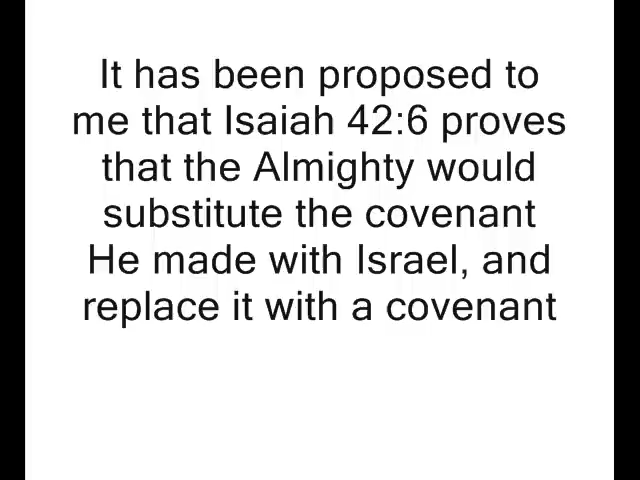 It has been proposed to
me that Isaiah 42:6 proves
that the Almighty would
substitute the covenant
He made with Israel, and
replace it with a covenant